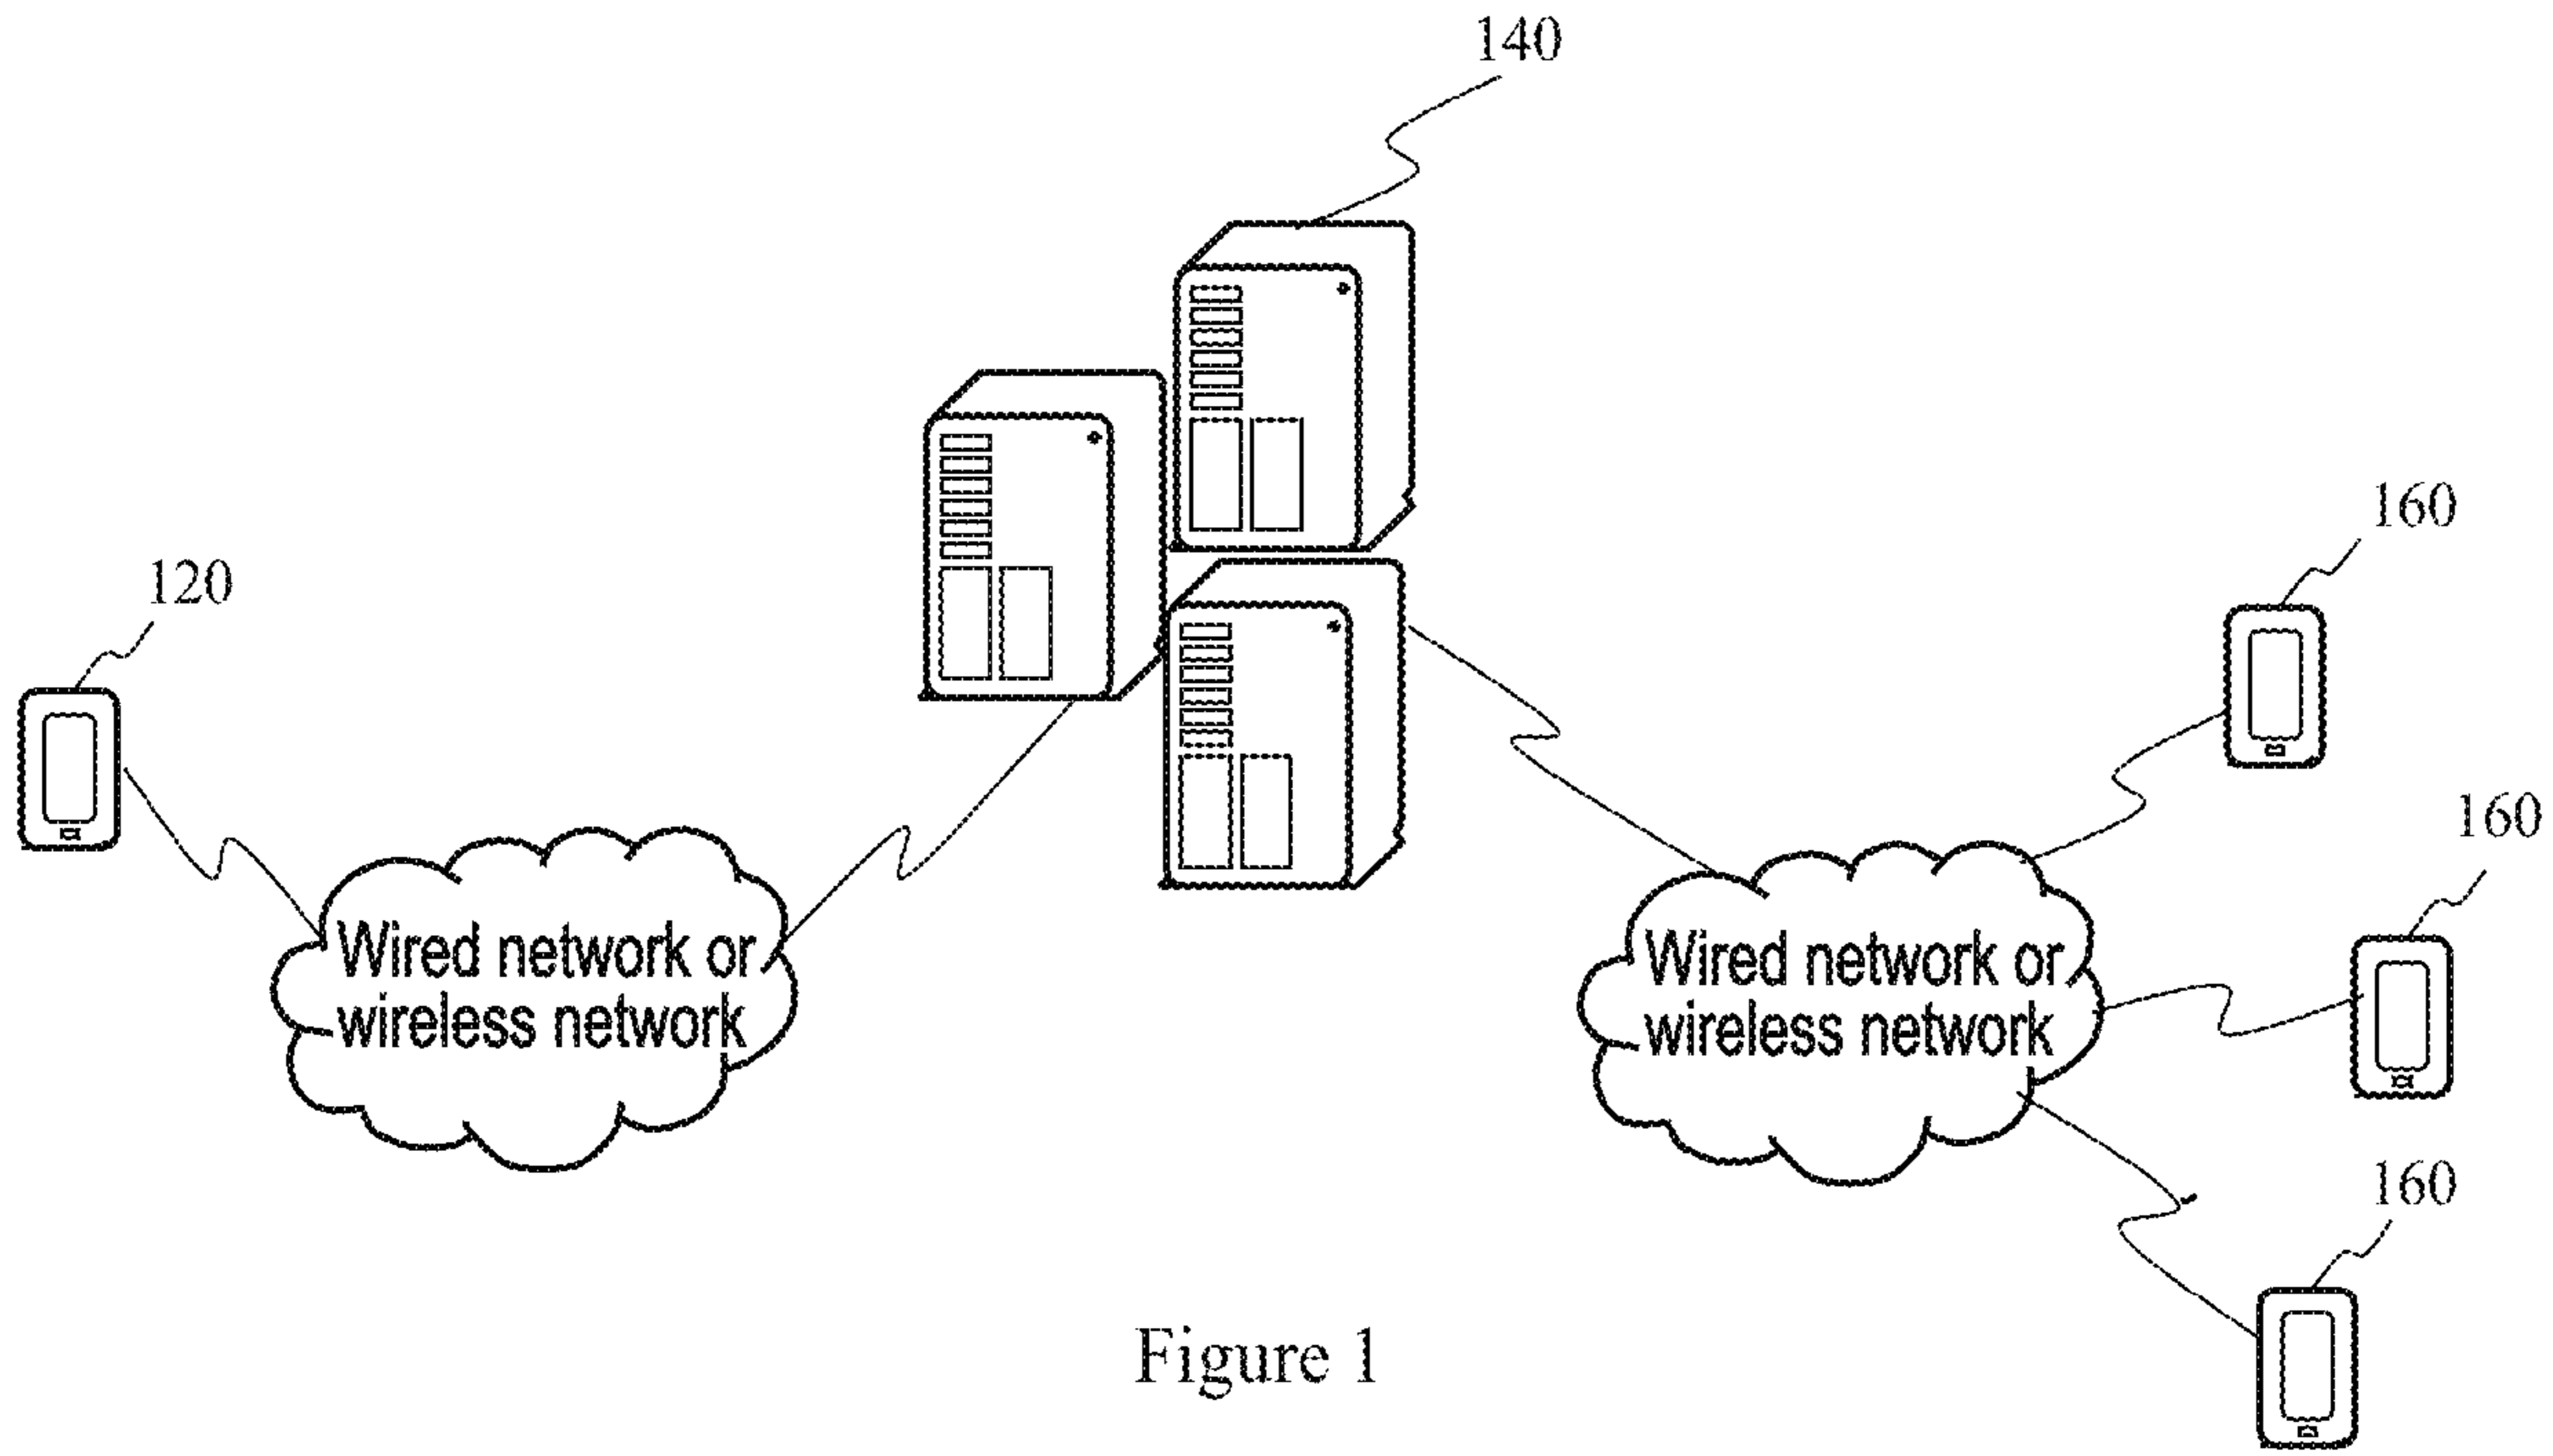 140
160
120
160
Wired network or
wireless network
Wired network or
wireless network
160
Figure 1